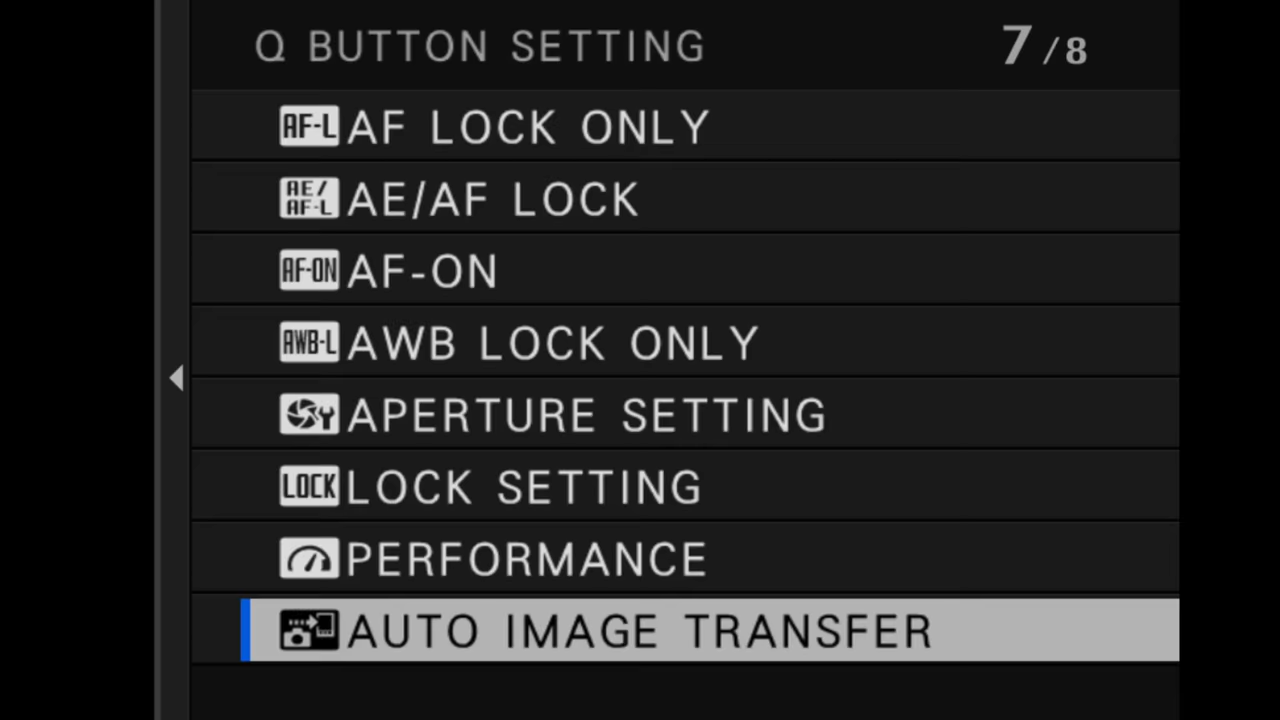 Q BUTTON SETTING 7/8
AF-L AF LOCK ONLY
AE/AF-L AE/AF LOCK
AF-ON AF-ON
AWB-L AWB LOCK ONLY
APERTURE SETTING
LOCK LOCK SETTING
PERFORMANCE
AUTO IMAGE TRANSFER